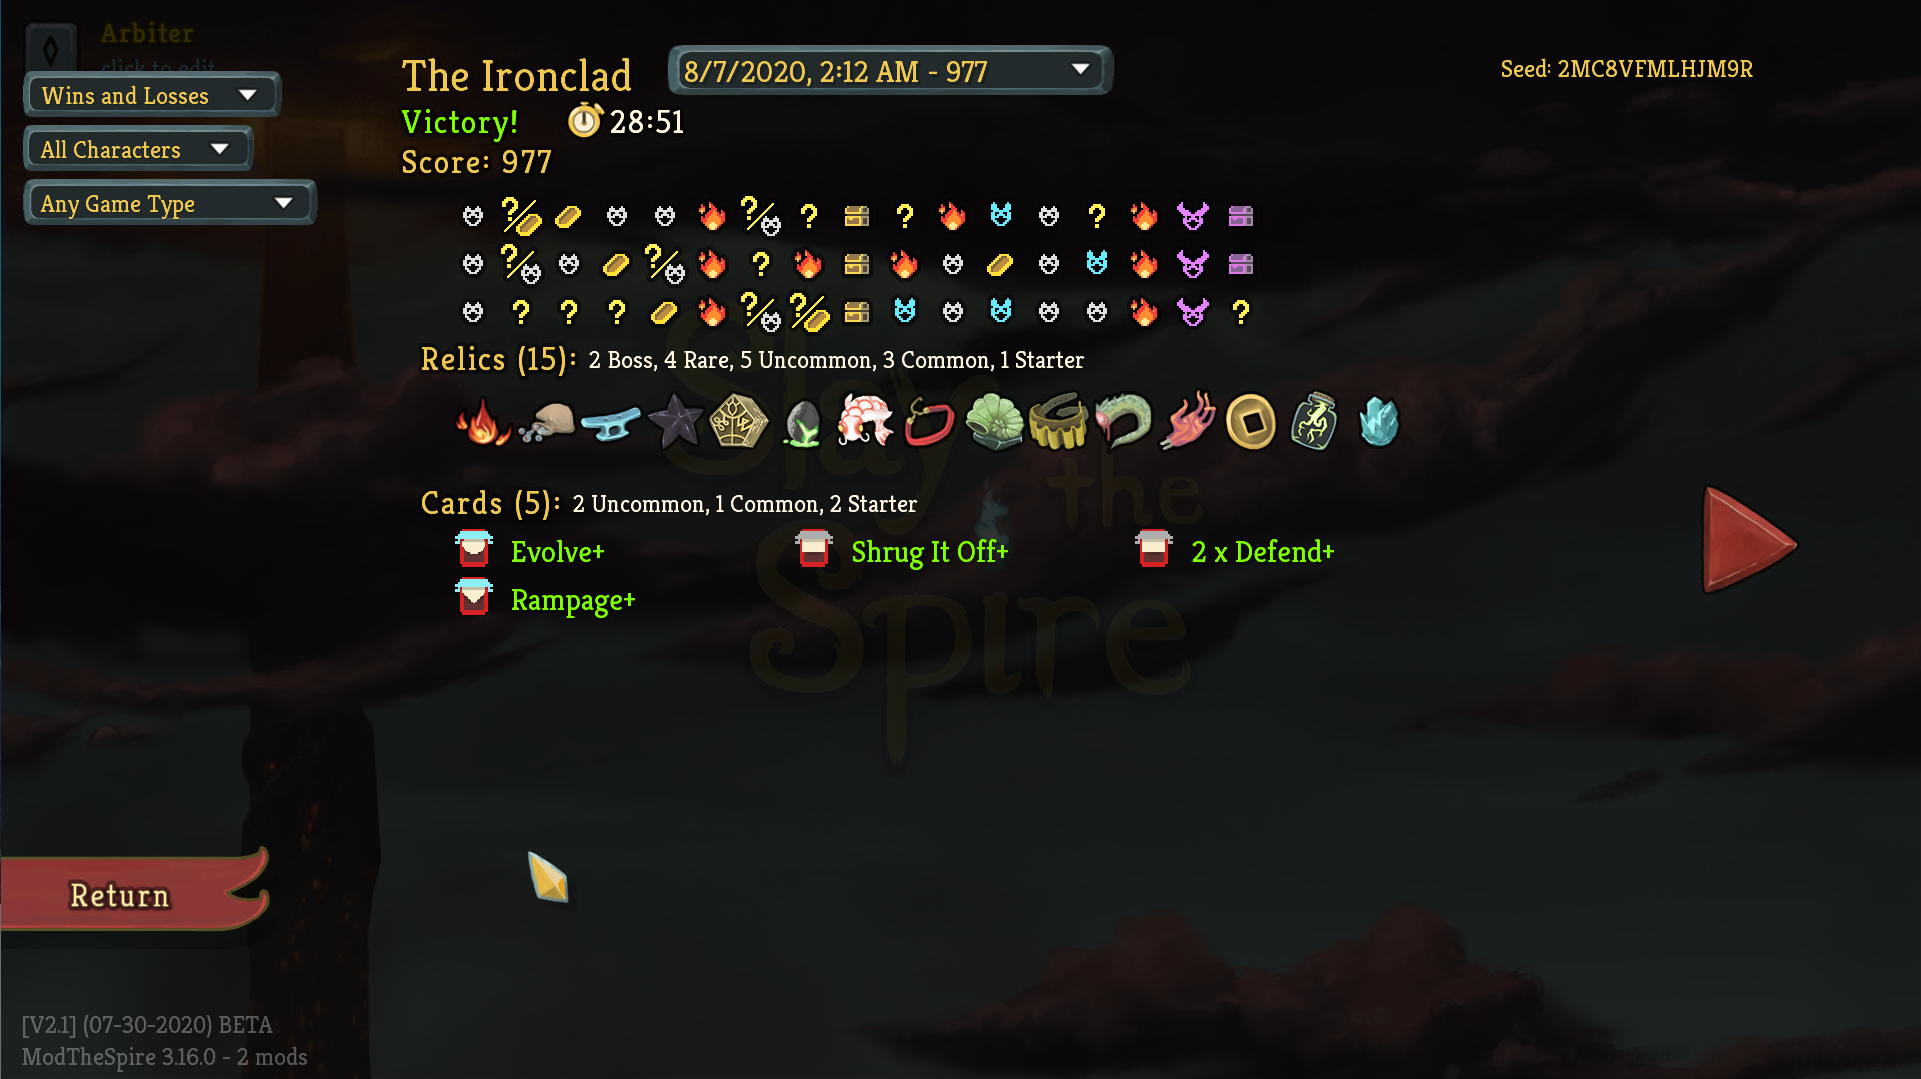 Arbiter
click to edit
Wins and Losses
All Characters
Any Game Type
The Ironclad
8/7/2020, 2:12 AM - 977
Seed: 2MC8VFMLHJM9R
Victory!
28:51
Score: 977
Relics (15): 2 Boss, 4 Rare, 5 Uncommon, 3 Common, 1 Starter
Cards (5): 2 Uncommon, 1 Common, 2 Starter
Evolve+
Shrug It Off+
2 x Defend+
Rampage+
Slay
the
Spire
Return
[V2.1] (07-30-2020) BETA
ModTheSpire 3.16.0 - 2 mods